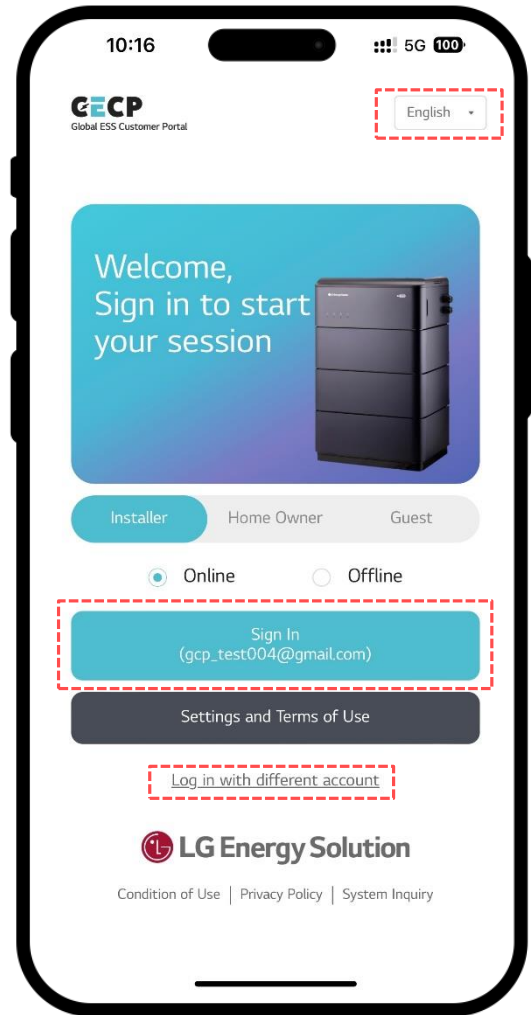 10:16
5G 100
GECP
Global ESS Customer Portal
English
Welcome,
Sign in to start
your session
Installer
Home Owner
Guest
Online
Offline
Sign In
(gcp_test004@gmail.com)
Settings and Terms of Use
Log in with different account
LG Energy Solution
Condition of Use | Privacy Policy | System Inquiry